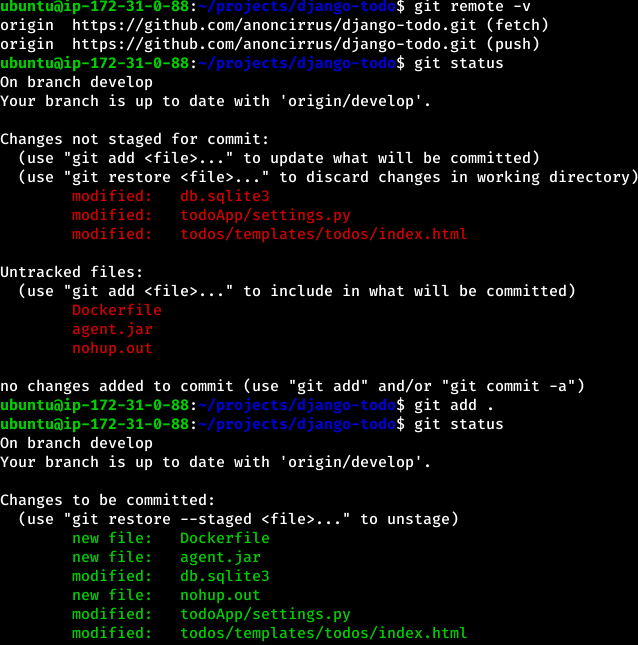 ubuntu@ip-172-31-0-88:~/projects/django-todo$ git remote -v
origin  https://github.com/anoncirrus/django-todo.git (fetch)
origin  https://github.com/anoncirrus/django-todo.git (push)
ubuntu@ip-172-31-0-88:~/projects/django-todo$ git status
On branch develop
Your branch is up to date with 'origin/develop'.

Changes not staged for commit:
  (use "git add <file>..." to update what will be committed)
  (use "git restore <file>..." to discard changes in working directory)
        modified:   db.sqlite3
        modified:   todoApp/settings.py
        modified:   todos/templates/todos/index.html

Untracked files:
  (use "git add <file>..." to include in what will be committed)
        Dockerfile
        agent.jar
        nohup.out

no changes added to commit (use "git add" and/or "git commit -a")
ubuntu@ip-172-31-0-88:~/projects/django-todo$ git add .
ubuntu@ip-172-31-0-88:~/projects/django-todo$ git status
On branch develop
Your branch is up to date with 'origin/develop'.

Changes to be committed:
  (use "git restore --staged <file>..." to unstage)
        new file:   Dockerfile
        new file:   agent.jar
        modified:   db.sqlite3
        new file:   nohup.out
        modified:   todoApp/settings.py
        modified:   todos/templates/todos/index.html